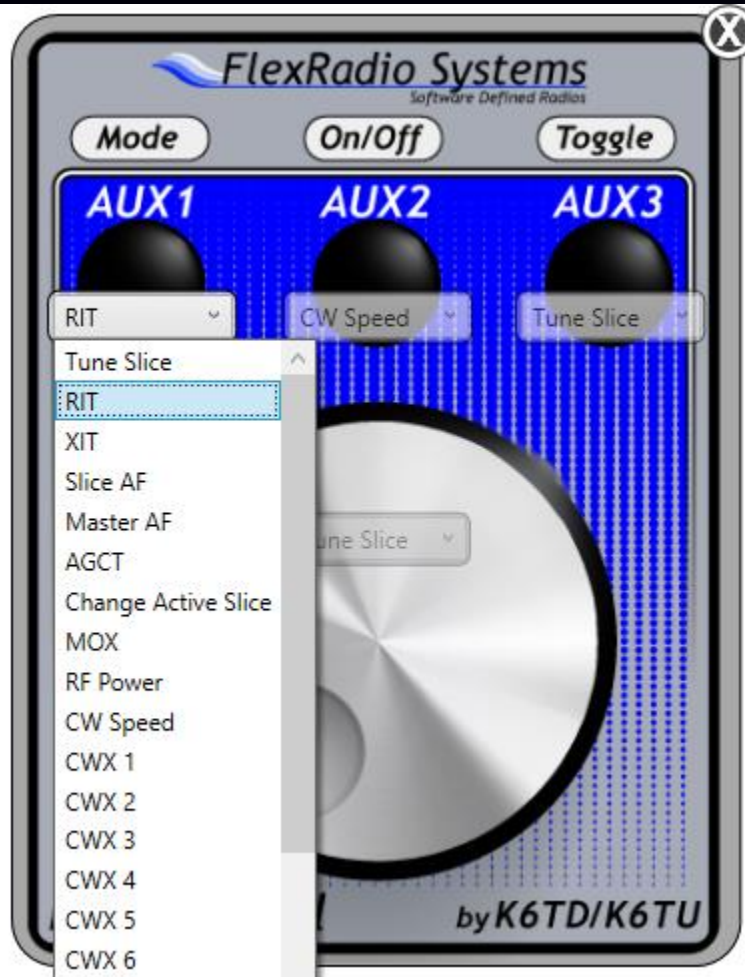 X
FlexRadio Systems
Software Defined Radios
Mode On/Off Toggle
AUX1 AUX2 AUX3
RIT CW Speed Tune Slice
Tune Slice
RIT
XIT
Slice AF
Master AF
AGCT
Slice
Change Active Slice
MOX
RF Power
CW Speed
CWX 1
CWX 2
CWX 3
CWX 4
CWX 5
by K6TD/K6TU
CWX 6